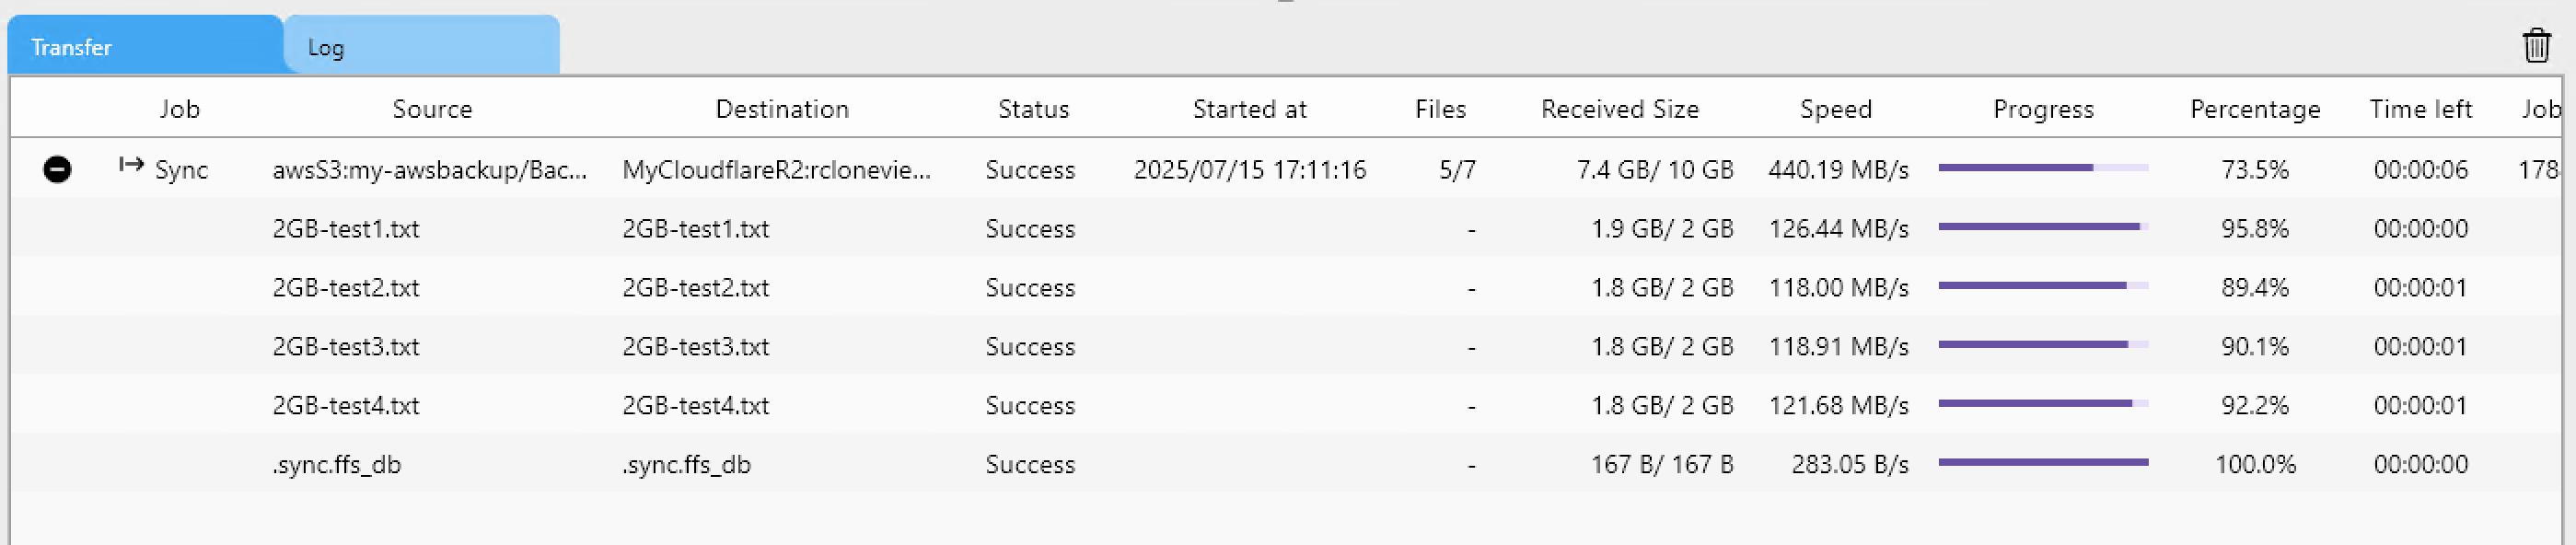 Transfer Log
Job Source Destination Status Started at Files Received Size Speed Progress Percentage Time left Job
Sync awsS3:my-awsbackup/Bac... MyCloudflareR2:rclonevie... Success 2025/07/15 17:11:16 5/7 7.4 GB/ 10 GB 440.19 MB/s 73.5% 00:00:06 178
2GB-test1.txt 2GB-test1.txt Success - 1.9 GB/ 2 GB 126.44 MB/s 95.8% 00:00:00
2GB-test2.txt 2GB-test2.txt Success - 1.8 GB/ 2 GB 118.00 MB/s 89.4% 00:00:01
2GB-test3.txt 2GB-test3.txt Success - 1.8 GB/ 2 GB 118.91 MB/s 90.1% 00:00:01
2GB-test4.txt 2GB-test4.txt Success - 1.8 GB/ 2 GB 121.68 MB/s 92.2% 00:00:01
.sync.ffs_db .sync.ffs_db Success - 167 B/ 167 B 283.05 B/s 100.0% 00:00:00